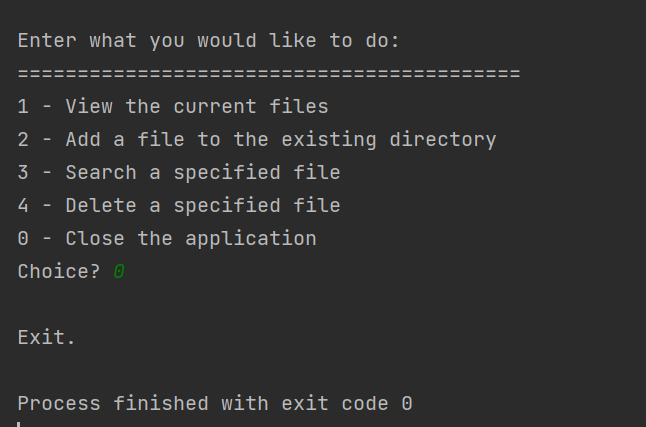 Enter what you would like to do:
==========================================
1 - View the current files
2 - Add a file to the existing directory
3 - Search a specified file
4 - Delete a specified file
0 - Close the application
Choice? 0
Exit.
Process finished with exit code 0